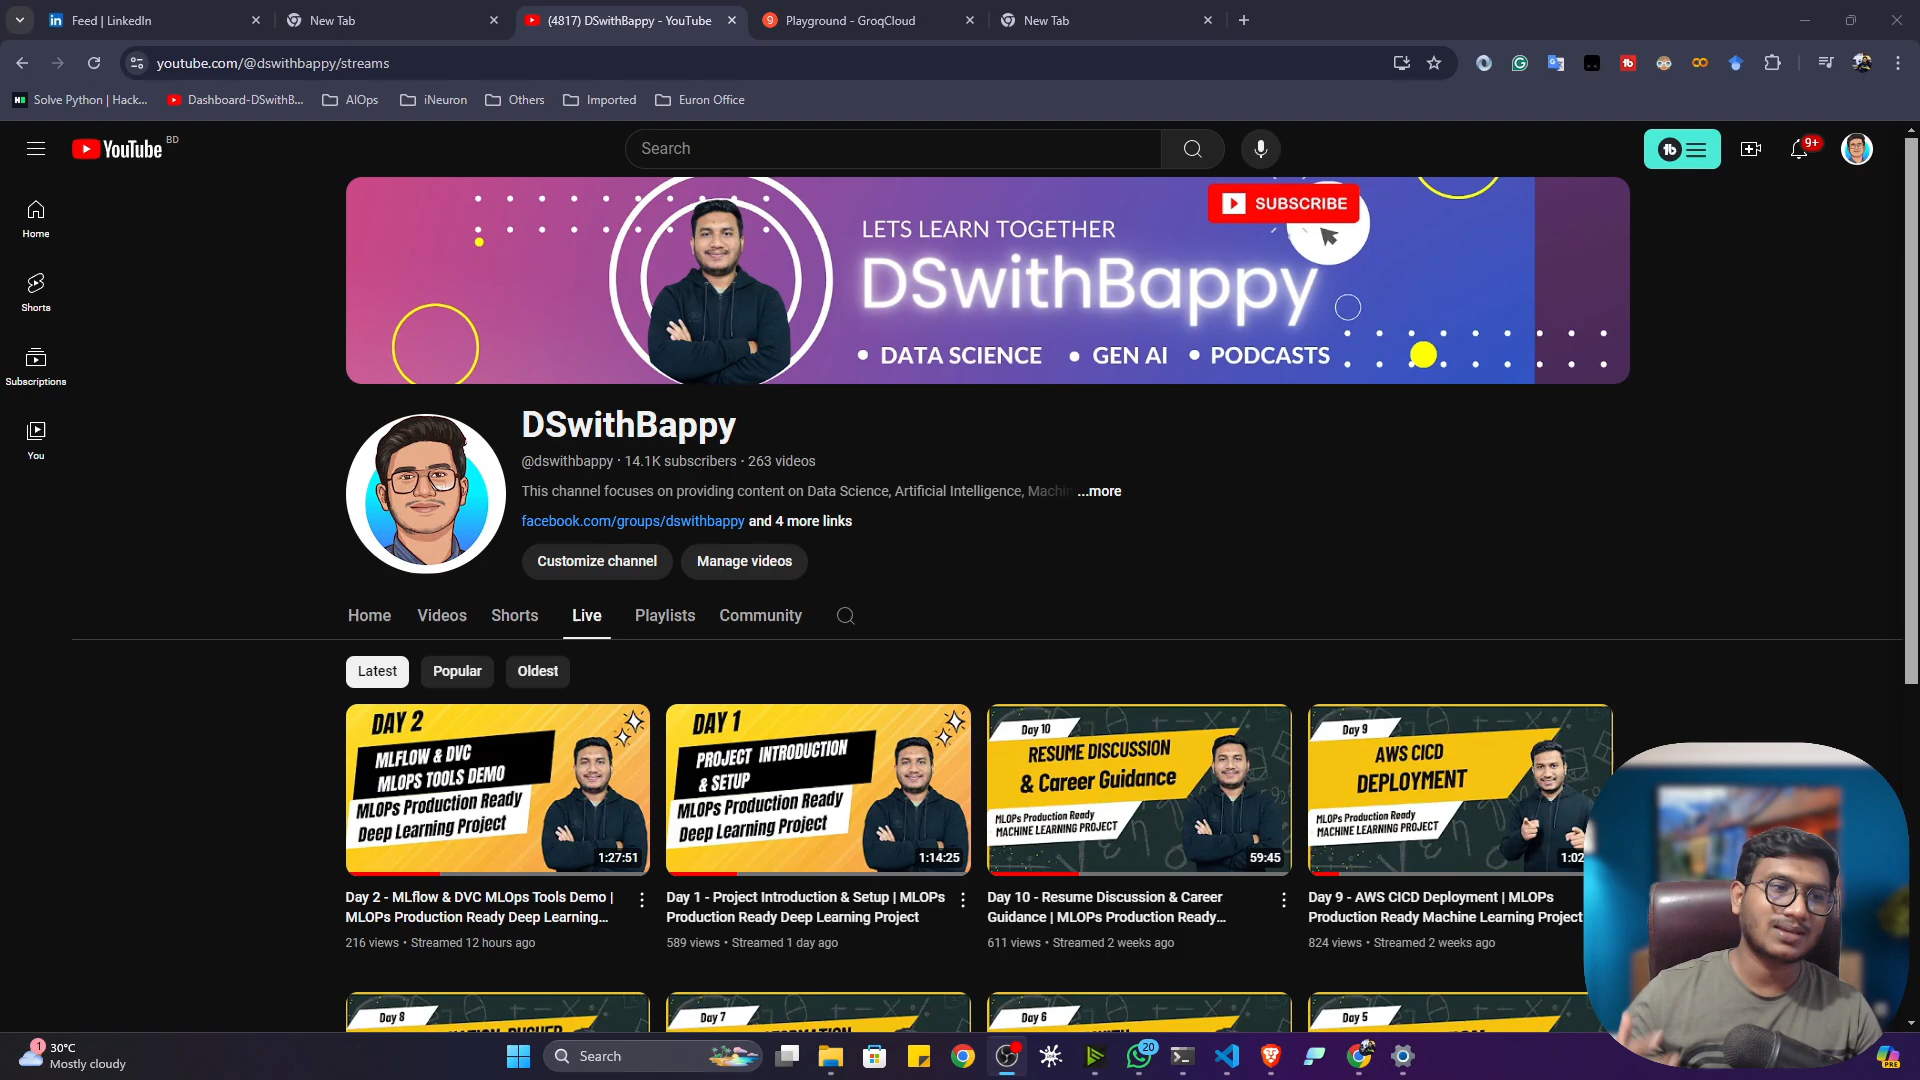 Feed | LinkedIn
New Tab
(4817) DSwithBappy - YouTube
Playground - GroqCloud
New Tab
youtube.com/@dswithbappy/streams
Solve Python | Hack...
Dashboard-DSwithB...
AIOps
iNeuron
Others
Imported
Euron Office
YouTube BD
Search
9+
Home
Shorts
Subscriptions
You
SUBSCRIBE
LETS LEARN TOGETHER
DSwithBappy
• DATA SCIENCE • GEN AI • PODCASTS
DSwithBappy
@dswithbappy • 14.1K subscribers • 263 videos
This channel focuses on providing content on Data Science, Artificial Intelligence, Machin ...more
facebook.com/groups/dswithbappy and 4 more links
Customize channel
Manage videos
Home
Videos
Shorts
Live
Playlists
Community
Latest
Popular
Oldest
DAY 2
MLFLOW & DVC
MLOPS TOOLS DEMO
MLOPs Production Ready
Deep Learning Project
1:27:51
Day 2 - MLflow & DVC MLOps Tools Demo |
MLOPs Production Ready Deep Learning...
216 views • Streamed 12 hours ago
DAY 1
PROJECT INTRODUCTION
& SETUP
MLOPs Production Ready
Deep Learning Project
1:14:25
Day 1 - Project Introduction & Setup | MLOPs
Production Ready Deep Learning Project
589 views • Streamed 1 day ago
Day 10
RESUME DISCUSSION
& Career Guidance
MLOPs Production Ready
MACHINE LEARNING PROJECT
59:45
Day 10 - Resume Discussion & Career
Guidance | MLOPs Production Ready...
611 views • Streamed 2 weeks ago
Day 9
AWS CICD
DEPLOYMENT
MLOPs Production Ready
MACHINE LEARNING PROJECT
1:02
Day 9 - AWS CICD Deployment | MLOPs
Production Ready Machine Learning Project
824 views • Streamed 2 weeks ago
Day 8
Day 7
Day 6
Day 5
1
30°C
Mostly cloudy
Search
20
PRE